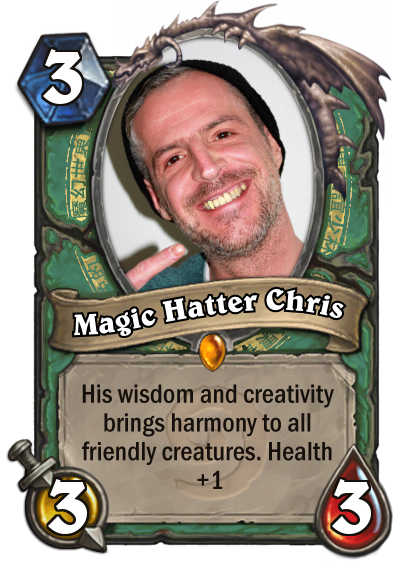 3
Magic Hatter Chris
His wisdom and creativity
brings harmony to all
friendly creatures. Health
+1
3
3